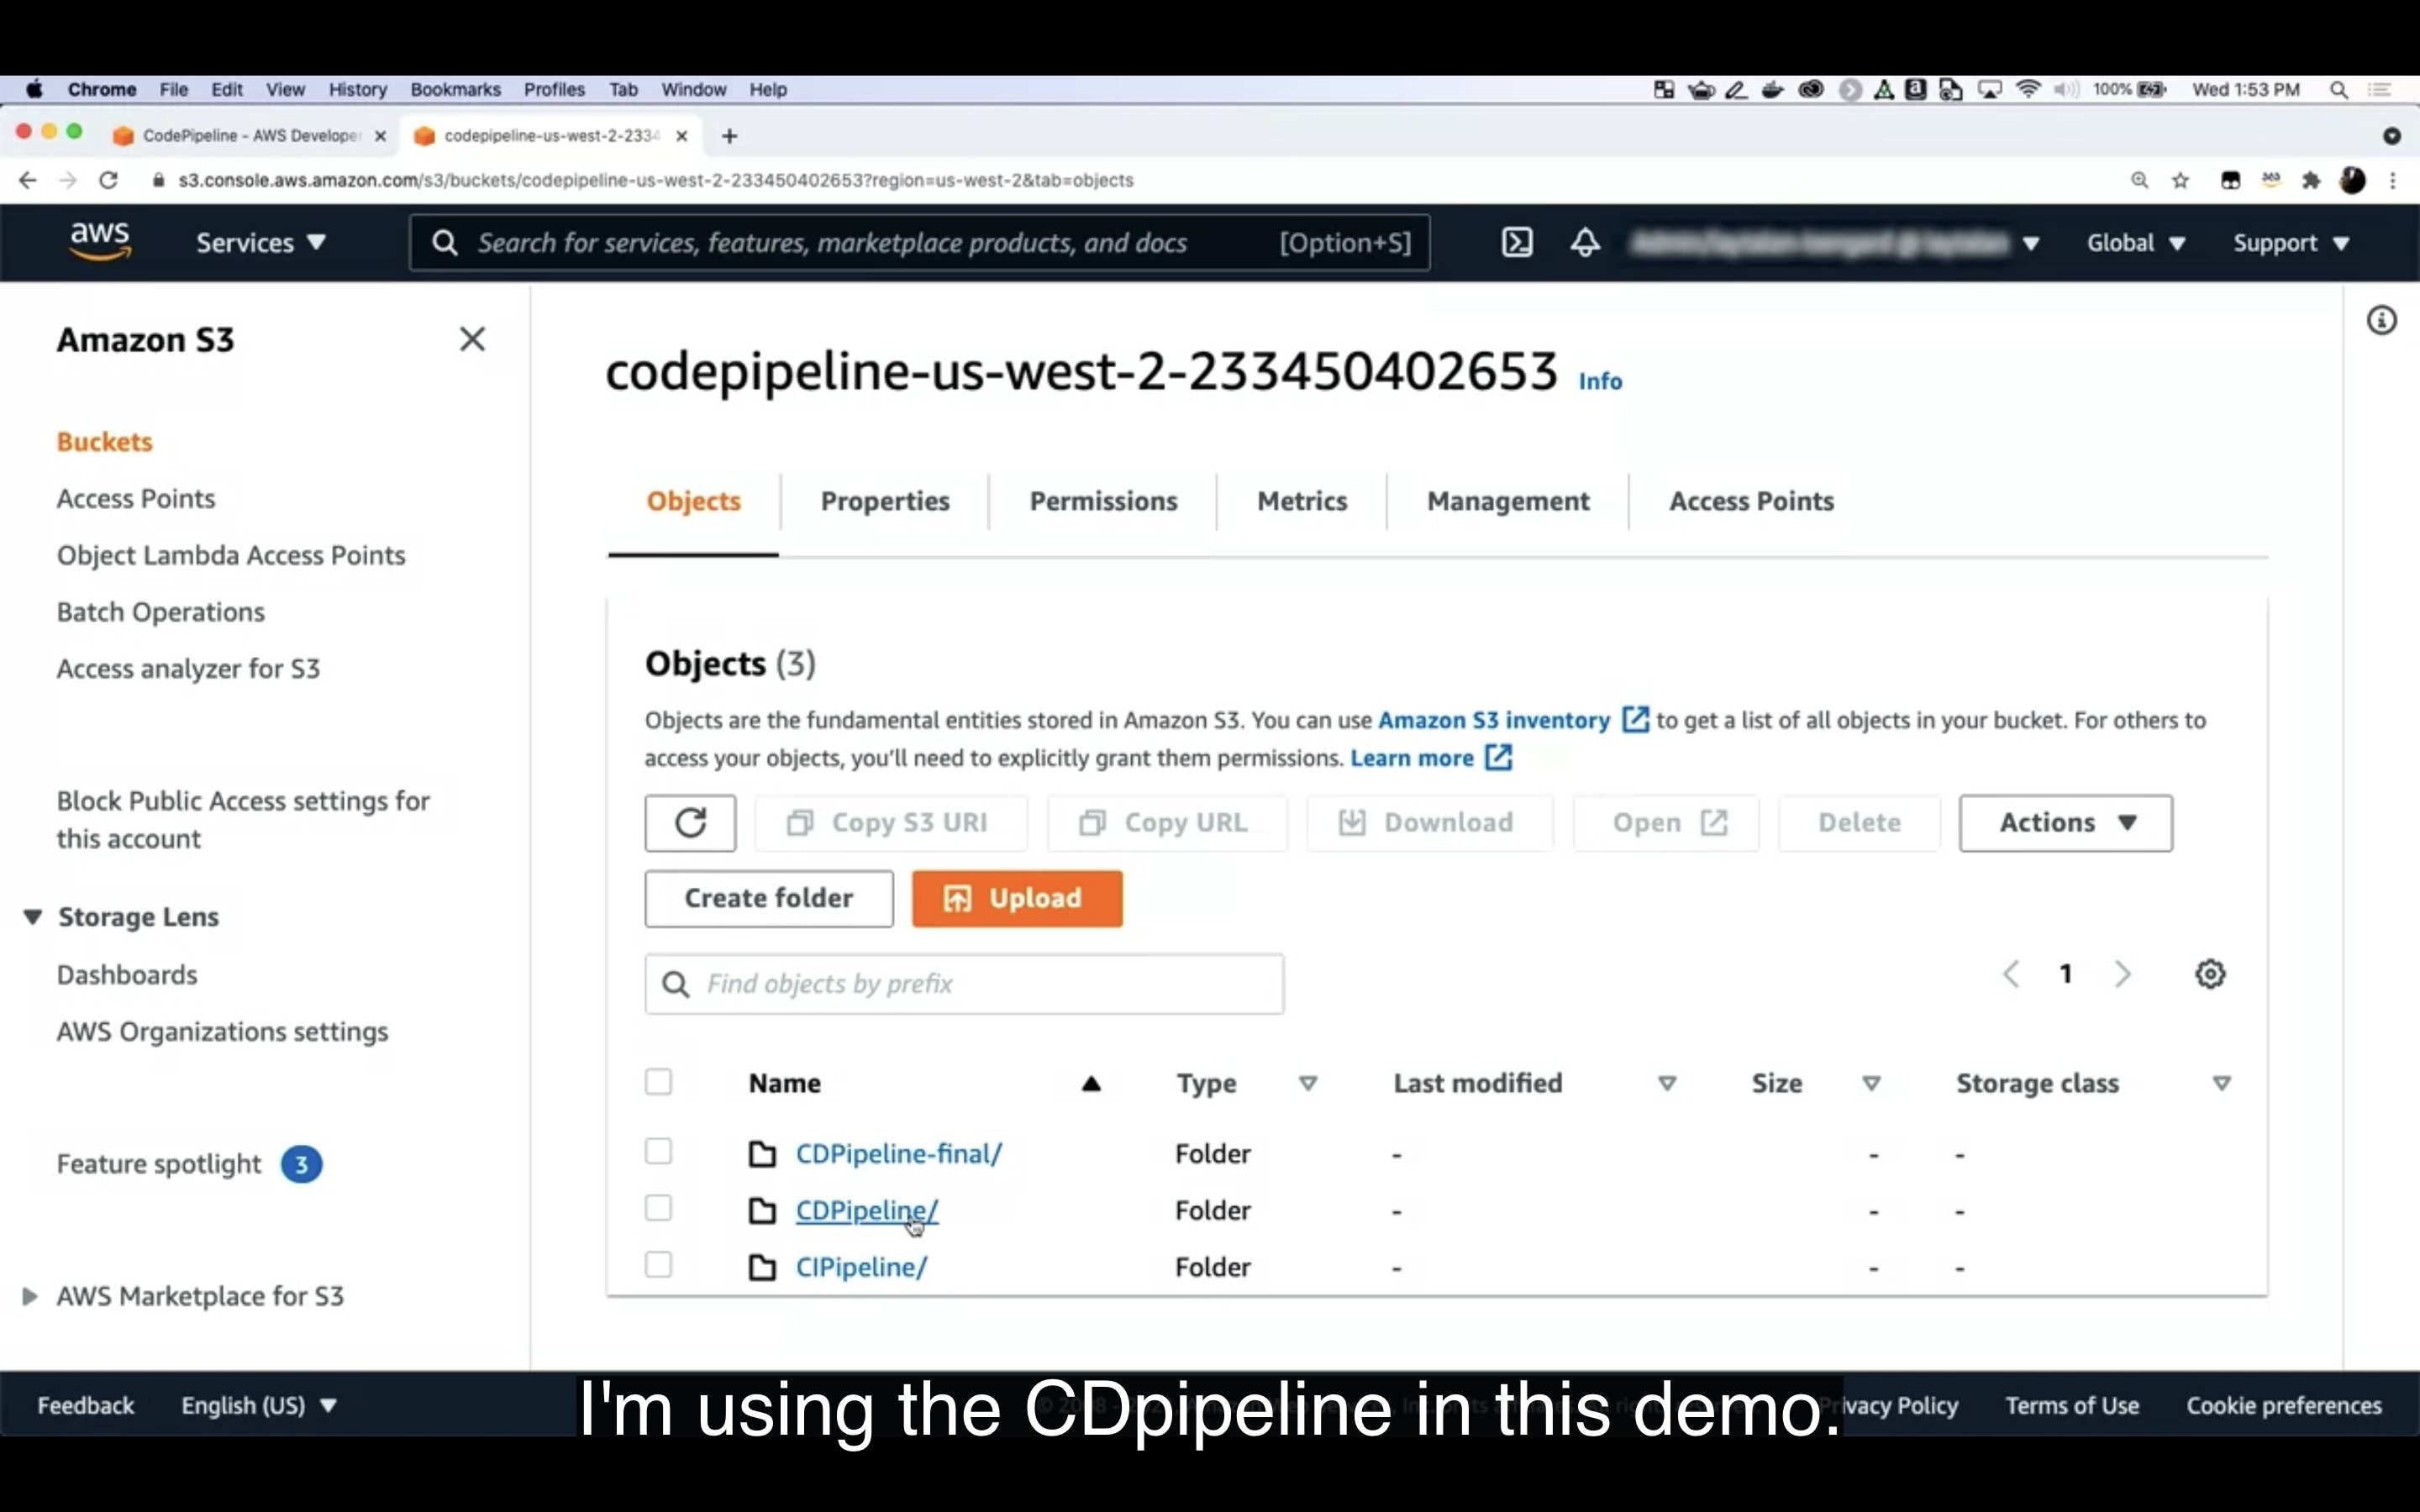 Chrome File Edit View History Bookmarks Profiles Tab Window Help 100% Wed 1:53 PM
CodePipeline - AWS Developer codepipeline-us-west-2-2334
s3.console.aws.amazon.com/s3/buckets/codepipeline-us-west-2-233450402653?region=us-west-2&tab=objects
aws Services Search for services, features, marketplace products, and docs [Option+S] Global Support
Amazon S3
Buckets
Access Points
Object Lambda Access Points
Batch Operations
Access analyzer for S3
Block Public Access settings for
this account
Storage Lens
Dashboards
AWS Organizations settings
Feature spotlight 3
AWS Marketplace for S3
codepipeline-us-west-2-233450402653 Info
Objects Properties Permissions Metrics Management Access Points
Objects (3)
Objects are the fundamental entities stored in Amazon S3. You can use Amazon S3 inventory to get a list of all objects in your bucket. For others to
access your objects, you'll need to explicitly grant them permissions. Learn more
Copy S3 URI Copy URL Download Open Delete Actions
Create folder Upload
Find objects by prefix 1
Name Type Last modified Size Storage class
CDPipeline-final/ Folder - - -
CDPipeline/ Folder - - -
CIPipeline/ Folder - - -
Feedback English (US) Privacy Policy Terms of Use Cookie preferences
I'm using the CDpipeline in this demo.